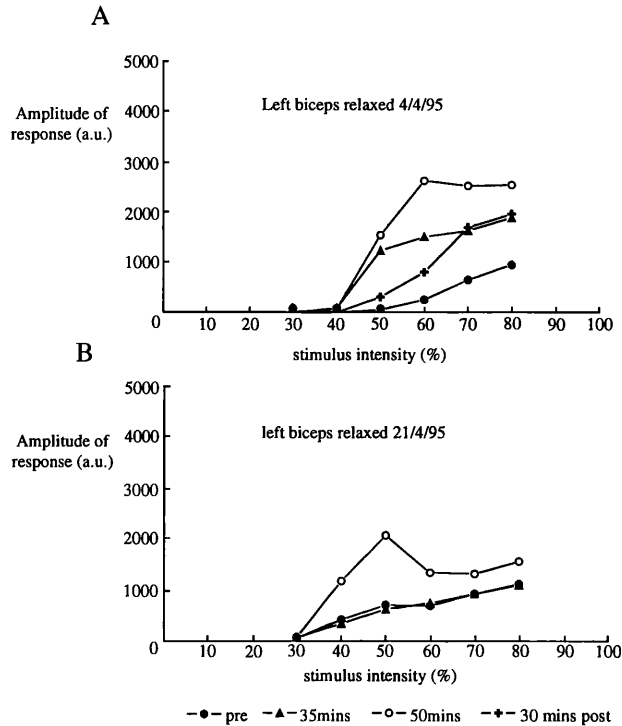 A
5000
4000
3000
2000
1000
0
Amplitude of
response (a.u.)
Left biceps relaxed 4/4/95
10 20 30 40 50 60 70 80 90 100
stimulus intensity (%)
B
5000
4000
3000
2000
1000
0
Amplitude of
response (a.u.)
left biceps relaxed 21/4/95
10 20 30 40 50 60 70 80 90 100
stimulus intensity (%)
pre 35mins 50mins 30 mins post